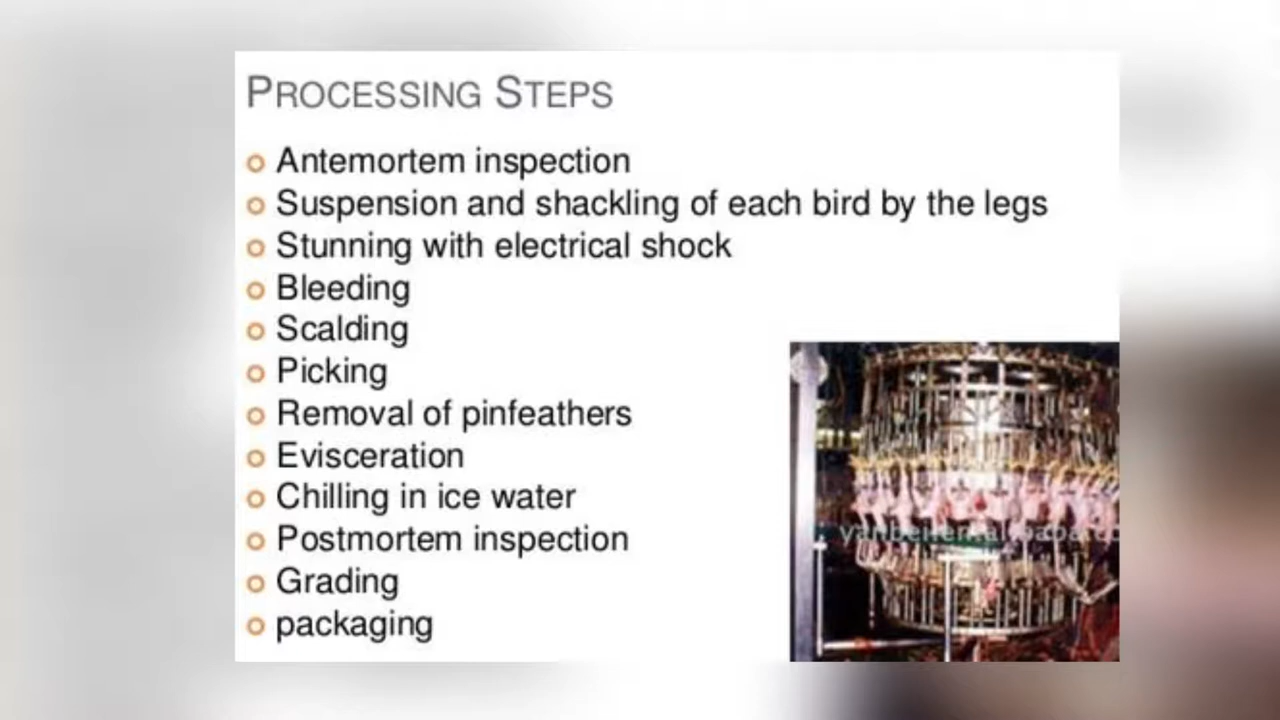 PROCESSING STEPS
Antemortem inspection
Suspension and shackling of each bird by the legs
Stunning with electrical shock
Bleeding
Scalding
Picking
Removal of pinfeathers
Evisceration
Chilling in ice water
Postmortem inspection
Grading
packaging